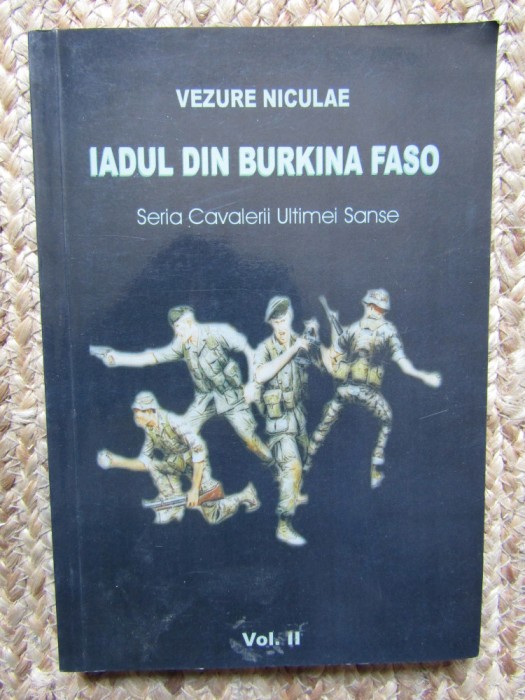 VEZURE NICULAE
IADUL DIN BURKINA FASO
Seria Cavalerii Ultimei Sanse
Vol. II